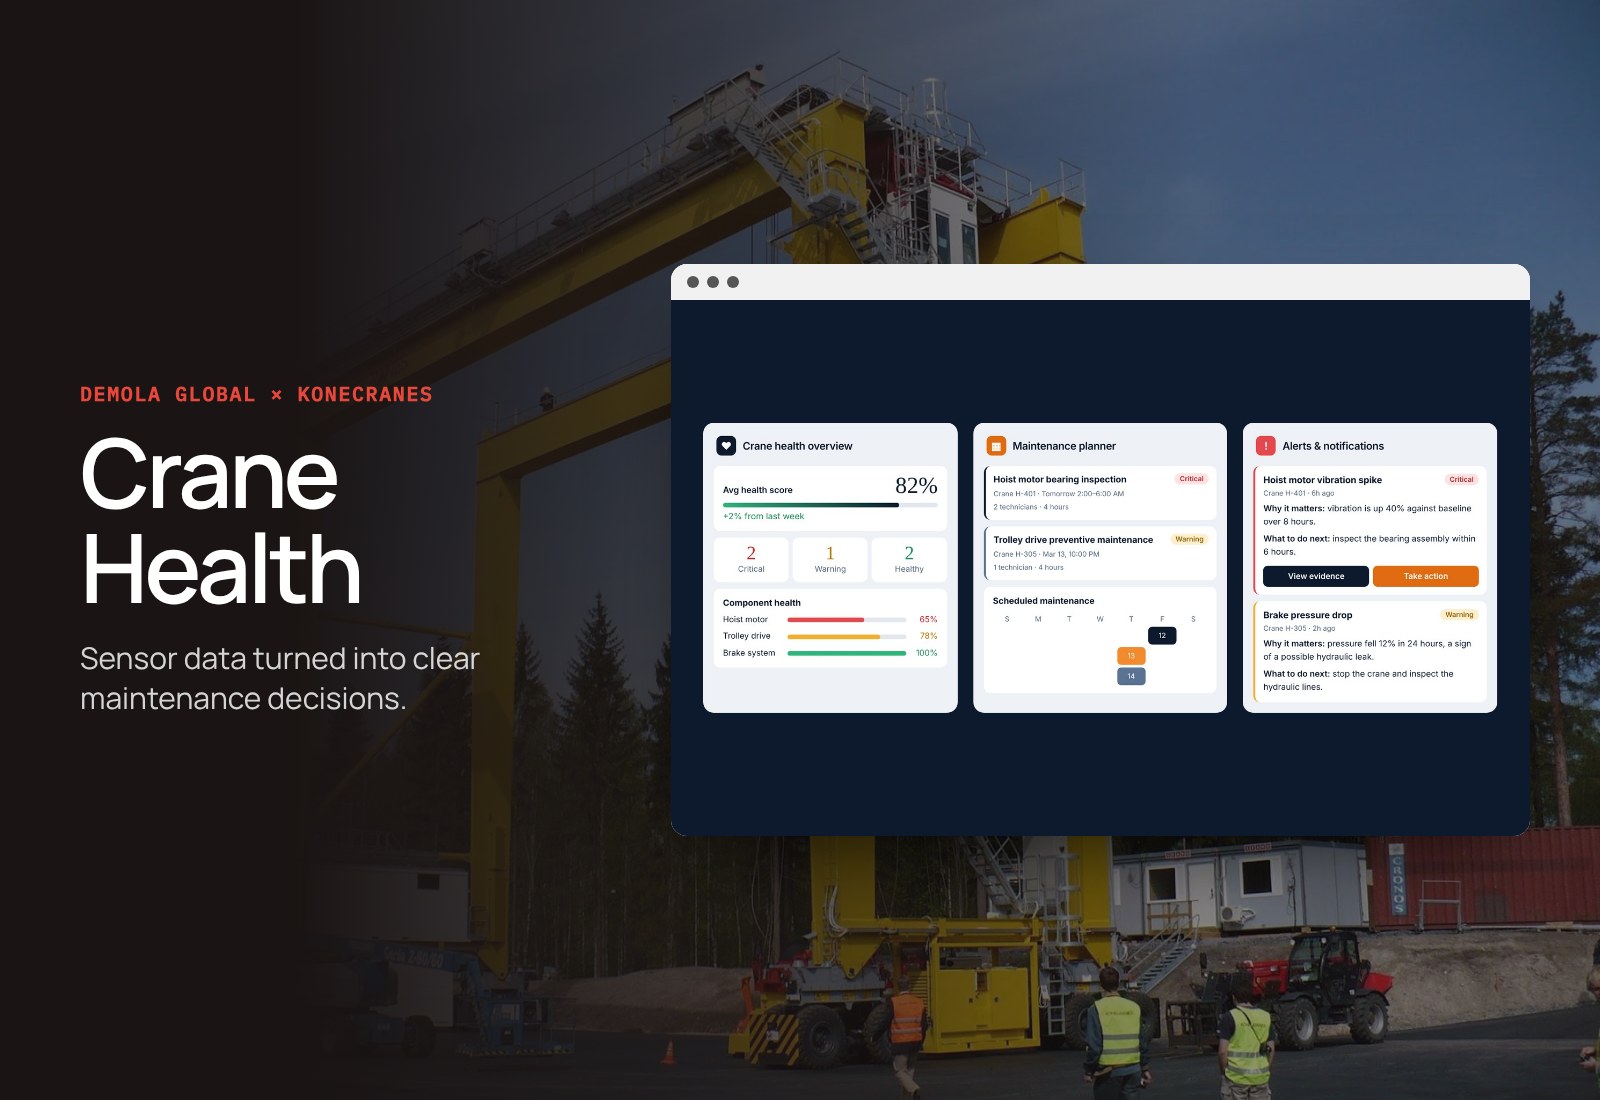 DEMOLA GLOBAL × KONECRANES
Crane
Health
Sensor data turned into clear
maintenance decisions.
Crane health overview
Avg health score 82%
+2% from last week
2 1 2
Critical Warning Healthy
Component health
Hoist motor 65%
Trolley drive 78%
Brake system 100%
Maintenance planner
Hoist motor bearing inspection Critical
Crane H-401 · Tomorrow 2:00–6:00 AM
2 technicians · 4 hours
Trolley drive preventive maintenance Warning
Crane H-305 · Mar 13, 10:00 PM
1 technician · 4 hours
Scheduled maintenance
S M T W T F S
12
13
14
! Alerts & notifications
Hoist motor vibration spike Critical
Crane H-401 · 6h ago
Why it matters: vibration is up 40% against baseline
over 8 hours.
What to do next: inspect the bearing assembly within
6 hours.
View evidence Take action
Brake pressure drop Warning
Crane H-305 · 2h ago
Why it matters: pressure fell 12% in 24 hours, a sign
of a possible hydraulic leak.
What to do next: stop the crane and inspect the
hydraulic lines.
CRONOS